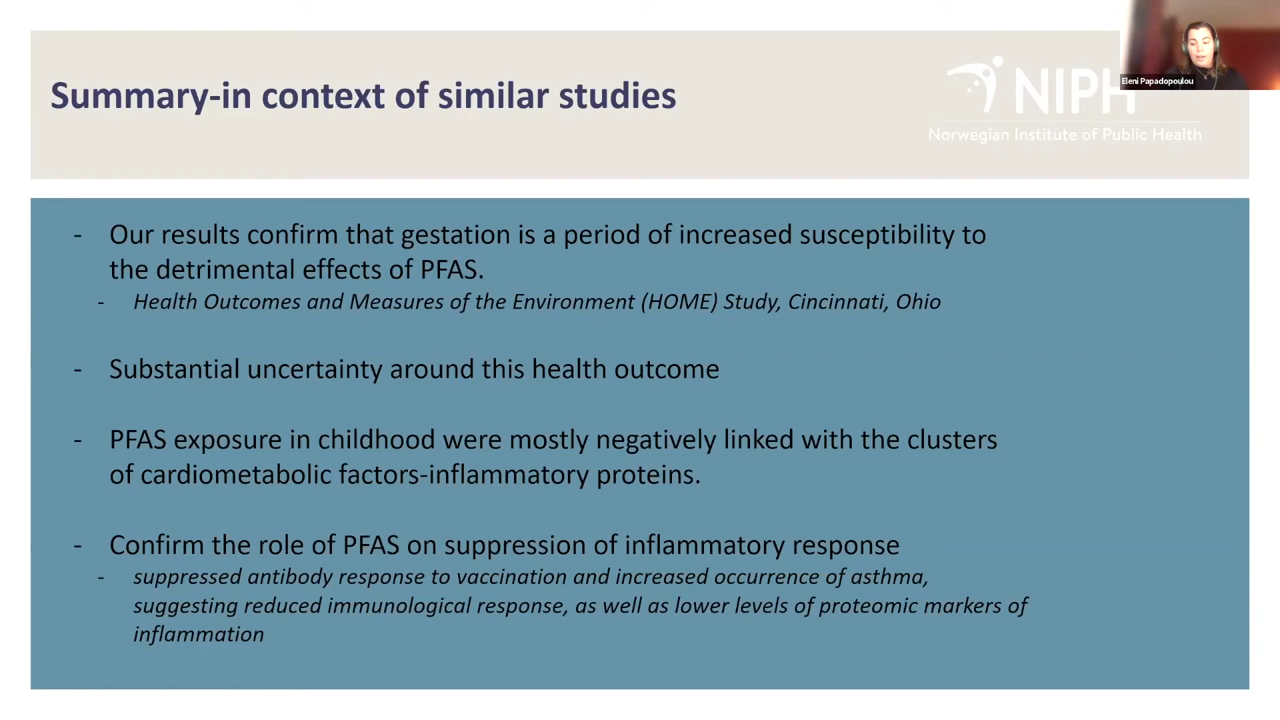 Summary-in context of similar studies
NIPH
Norwegian Institute of Public Health
Eleni Papadopoulou
- Our results confirm that gestation is a period of increased susceptibility to
the detrimental effects of PFAS.
- Health Outcomes and Measures of the Environment (HOME) Study, Cincinnati, Ohio
- Substantial uncertainty around this health outcome
- PFAS exposure in childhood were mostly negatively linked with the clusters
of cardiometabolic factors-inflammatory proteins.
- Confirm the role of PFAS on suppression of inflammatory response
- suppressed antibody response to vaccination and increased occurrence of asthma,
suggesting reduced immunological response, as well as lower levels of proteomic markers of
inflammation